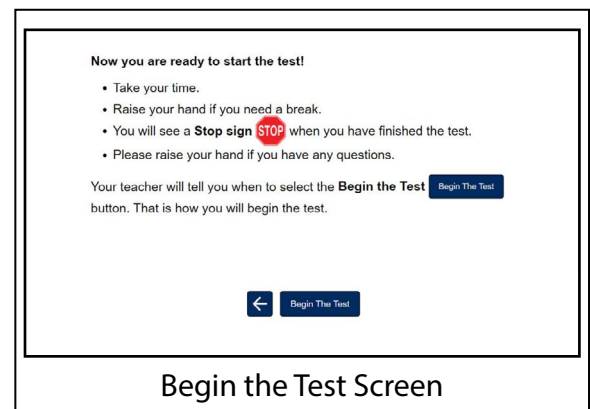 Now you are ready to start the test!
• Take your time.
• Raise your hand if you need a break.
• You will see a Stop sign STOP when you have finished the test.
• Please raise your hand if you have any questions.
Your teacher will tell you when to select the Begin the Test Begin The Test
button. That is how you will begin the test.
Begin The Test
Begin the Test Screen